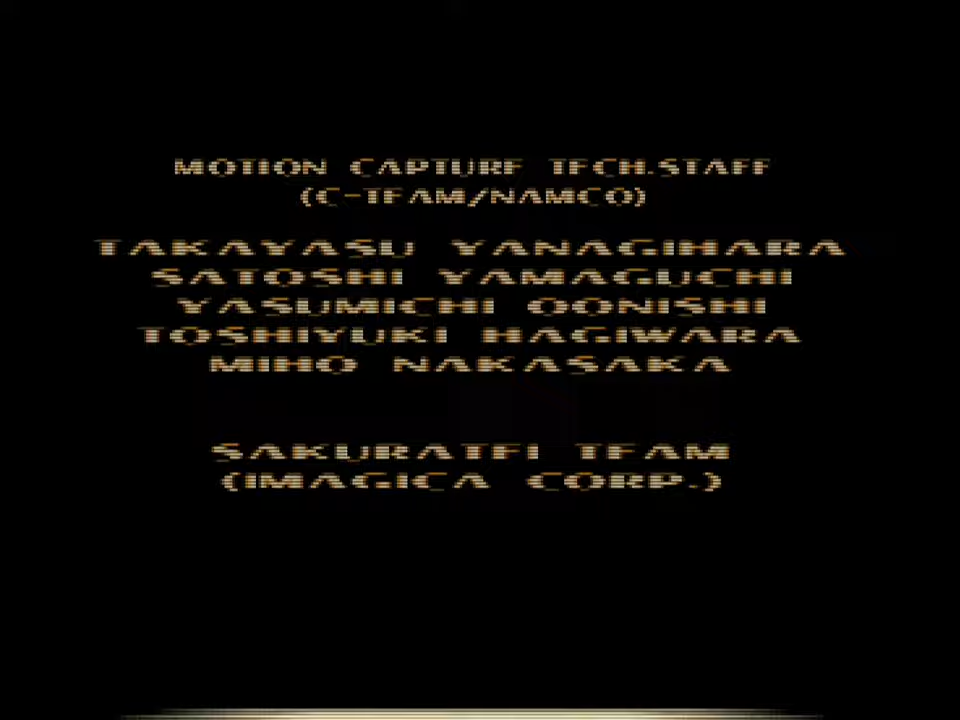 MOTION CAPTURE TECH.STAFF
(C-TEAM/NAMCO)
TAKAYASU YANAGIHARA
SATOSHI YAMAGUCHI
YASUMICHI OONISHI
TOSHIYUKI HAGIWARA
MIHO NAKASAKA
SAKURATEI TEAM
(IMAGICA CORP.)